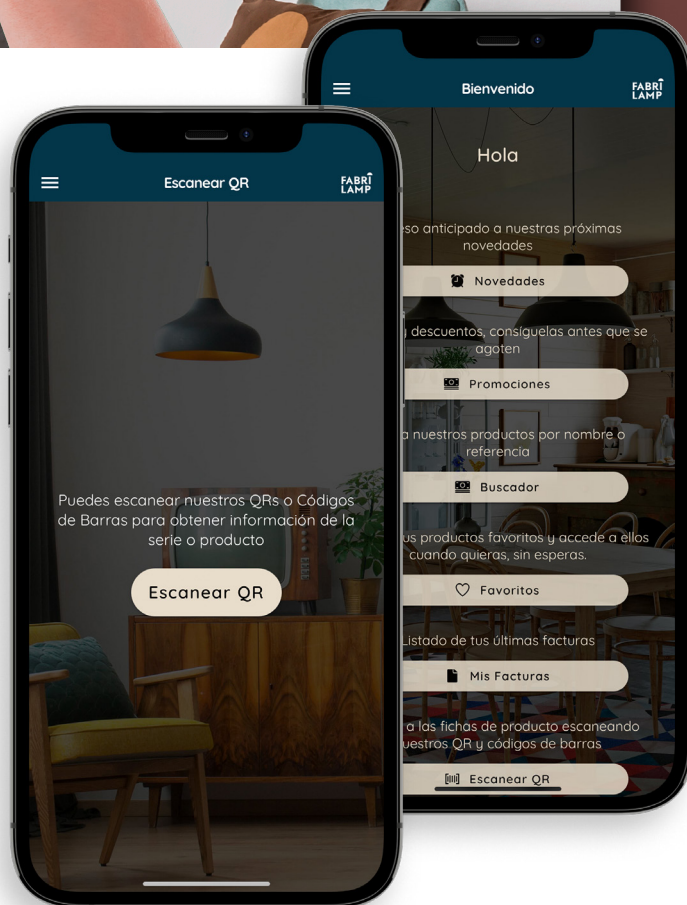 Escanear QR
FABRI
LAMP
Puedes escanear nuestros QRs o Códigos
de Barras para obtener información de la
serie o producto
Escanear QR
Bienvenido
FABRI
LAMP
Hola
anticipado a nuestras próximas
novedades
Novedades
descuentos, consíguelas antes que se
agoten
Promociones
a nuestros productos por nombre o
referencia
Buscador
productos favoritos y accede a ellos
cuando quieras, sin esperas.
Favoritos
Listado de tus últimas facturas
Mis Facturas
a las fichas de producto escaneando
QR y códigos de barras
Escanear QR